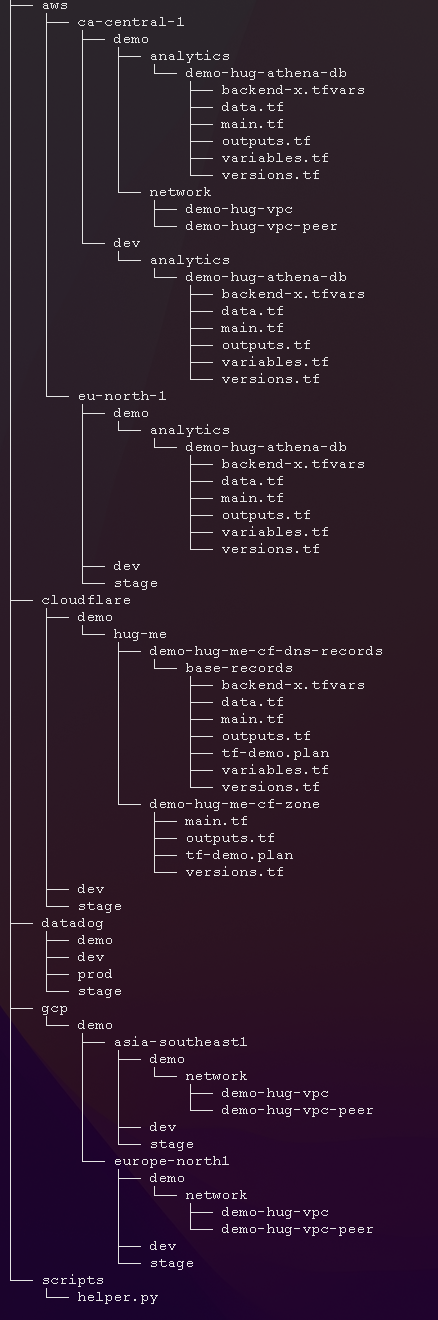 ├── aws
│   ├── ca-central-1
│   │   ├── demo
│   │   │   ├── analytics
│   │   │   │   └── demo-hug-athena-db
│   │   │   │       ├── backend-x.tfvars
│   │   │   │       ├── data.tf
│   │   │   │       ├── main.tf
│   │   │   │       ├── outputs.tf
│   │   │   │       ├── variables.tf
│   │   │   │       └── versions.tf
│   │   │   └── network
│   │   │       ├── demo-hug-vpc
│   │   │       └── demo-hug-vpc-peer
│   │   └── dev
│   │       └── analytics
│   │           └── demo-hug-athena-db
│   │               ├── backend-x.tfvars
│   │               ├── data.tf
│   │               ├── main.tf
│   │               ├── outputs.tf
│   │               ├── variables.tf
│   │               └── versions.tf
│   └── eu-north-1
│       ├── demo
│       │   └── analytics
│       │       └── demo-hug-athena-db
│       │           ├── backend-x.tfvars
│       │           ├── data.tf
│       │           ├── main.tf
│       │           ├── outputs.tf
│       │           ├── variables.tf
│       │           └── versions.tf
│       ├── dev
│       └── stage
├── cloudflare
│   ├── demo
│   │   └── hug-me
│   │       ├── demo-hug-me-cf-dns-records
│   │       │   └── base-records
│   │       │       ├── backend-x.tfvars
│   │       │       ├── data.tf
│   │       │       ├── main.tf
│   │       │       ├── outputs.tf
│   │       │       ├── tf-demo.plan
│   │       │       ├── variables.tf
│   │       │       └── versions.tf
│   │       └── demo-hug-me-cf-zone
│   │           ├── main.tf
│   │           ├── outputs.tf
│   │           ├── tf-demo.plan
│   │           └── versions.tf
│   ├── dev
│   └── stage
├── datadog
│   ├── demo
│   ├── dev
│   ├── prod
│   └── stage
├── gcp
│   └── demo
│       ├── asia-southeast1
│       │   ├── demo
│       │   │   └── network
│       │   │       ├── demo-hug-vpc
│       │   │       └── demo-hug-vpc-peer
│       │   ├── dev
│       │   └── stage
│       └── europe-north1
│           ├── demo
│           │   └── network
│           │       ├── demo-hug-vpc
│           │       └── demo-hug-vpc-peer
│           ├── dev
│           └── stage
└── scripts
    └── helper.py